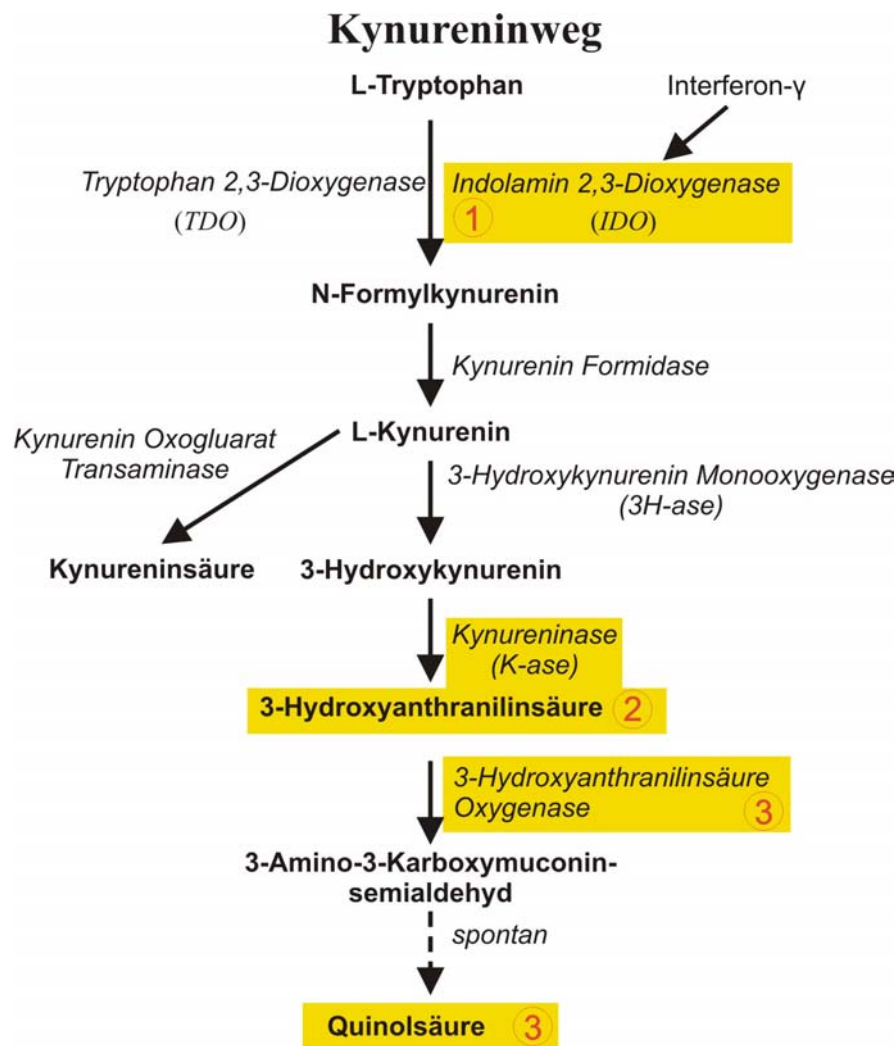 Kynureninweg
L-Tryptophan
Interferon-γ
Tryptophan 2,3-Dioxygenase
(TDO)
Indolamin 2,3-Dioxygenase
① (IDO)
N-Formylkynurenin
Kynurenin Formidase
L-Kynurenin
Kynurenin Oxogluarat
Transaminase
3-Hydroxykynurenin Monooxygenase
(3H-ase)
Kynureninsäure
3-Hydroxykynurenin
Kynureninase
(K-ase)
3-Hydroxyanthranilinsäure ②
3-Hydroxyanthranilinsäure
Oxygenase ③
3-Amino-3-Karboxymuconin-
semialdehyd
spontan
Quinolsäure ③